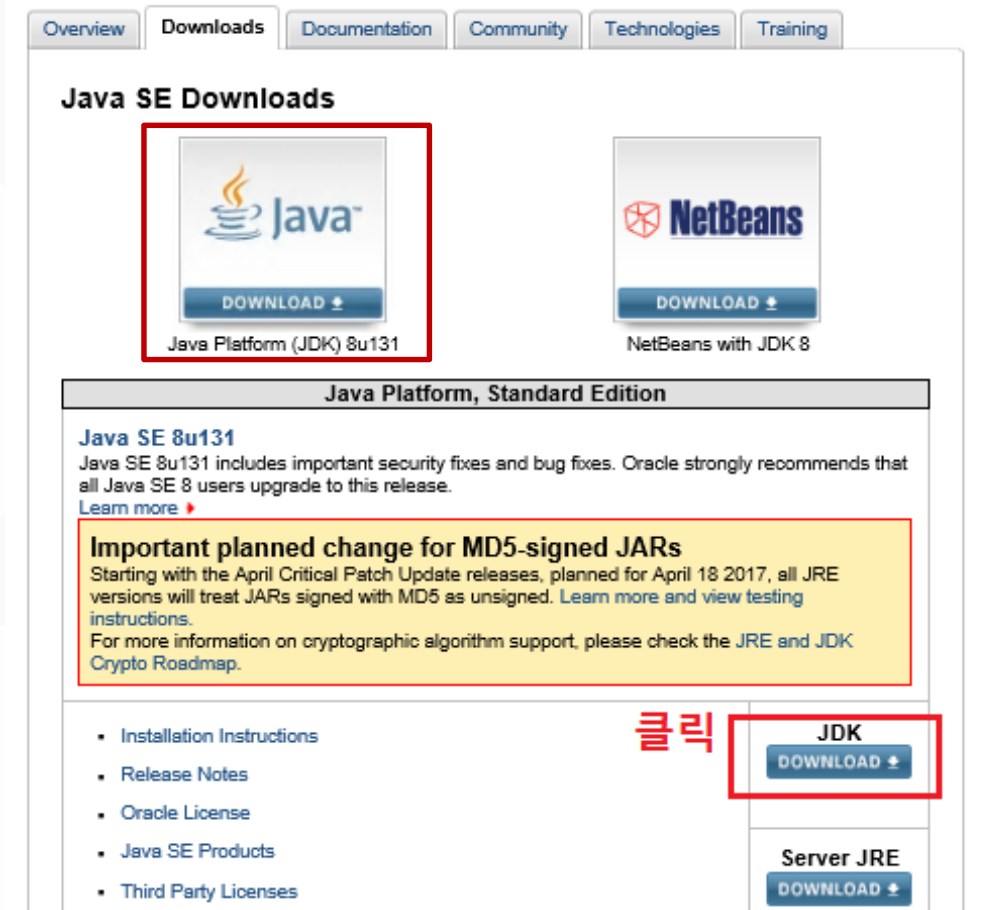 Overview Downloads Documentation Community Technologies Training
Java SE Downloads
Java™
DOWNLOAD
Java Platform (JDK) 8u131
NetBeans
DOWNLOAD
NetBeans with JDK 8
Java Platform, Standard Edition
Java SE 8u131
Java SE 8u131 includes important security fixes and bug fixes. Oracle strongly recommends that
all Java SE 8 users upgrade to this release.
Learn more
Important planned change for MD5-signed JARs
Starting with the April Critical Patch Update releases, planned for April 18 2017, all JRE
versions will treat JARs signed with MD5 as unsigned. Learn more and view testing
instructions.
For more information on cryptographic algorithm support, please check the JRE and JDK
Crypto Roadmap.
Installation Instructions
Release Notes
Oracle License
Java SE Products
Third Party Licenses
클릭
JDK
DOWNLOAD
Server JRE
DOWNLOAD